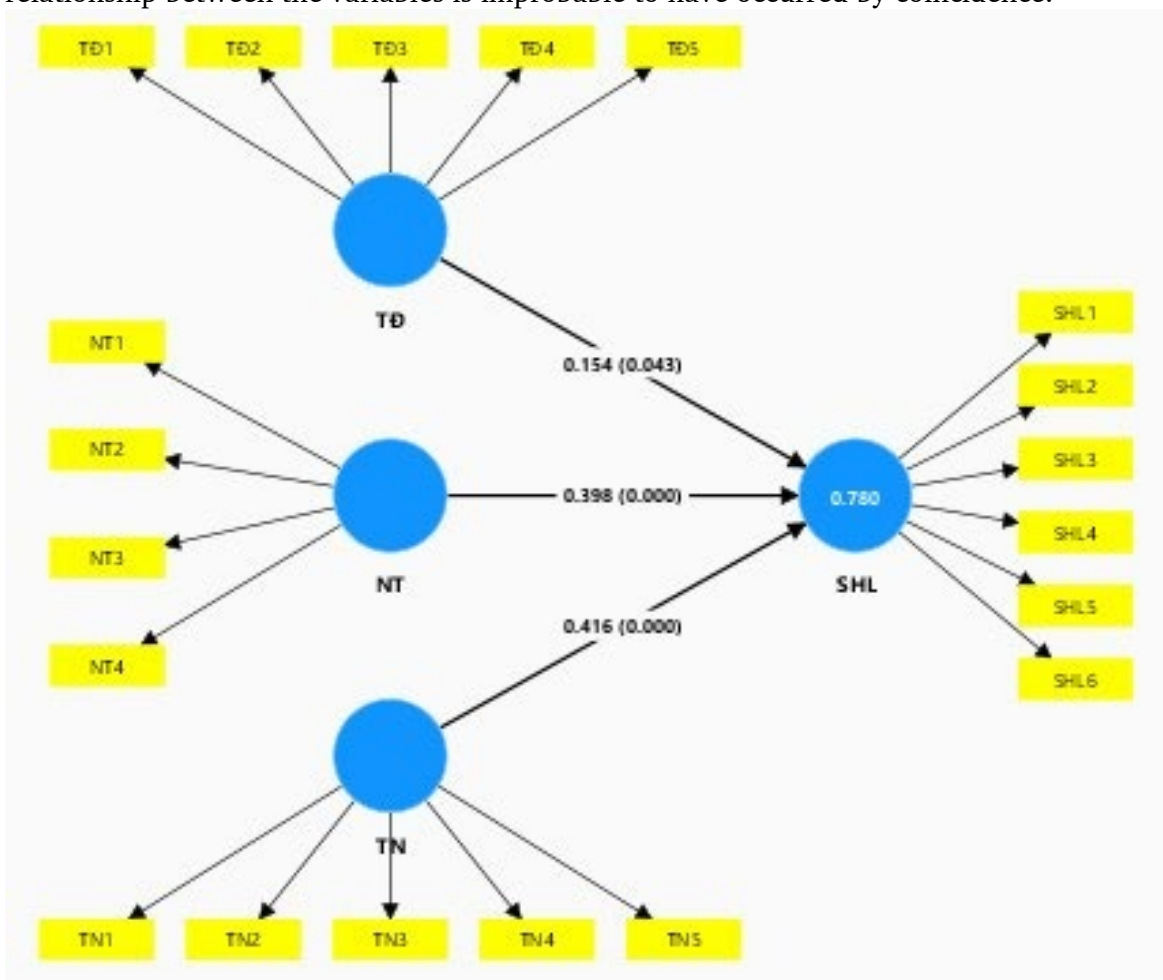 relationship between the variables is improbable to have occurred by coincidence.
TĐ1 TĐ2 TĐ3 TĐ4 TĐ5
TĐ
0.154 (0.043)
NT1
NT2
NT3
NT4
NT
0.398 (0.000)
0.780
SHL
SHL1
SHL2
SHL3
SHL4
SHL5
SHL6
0.416 (0.000)
TN
TN1 TN2 TN3 TN4 TN5